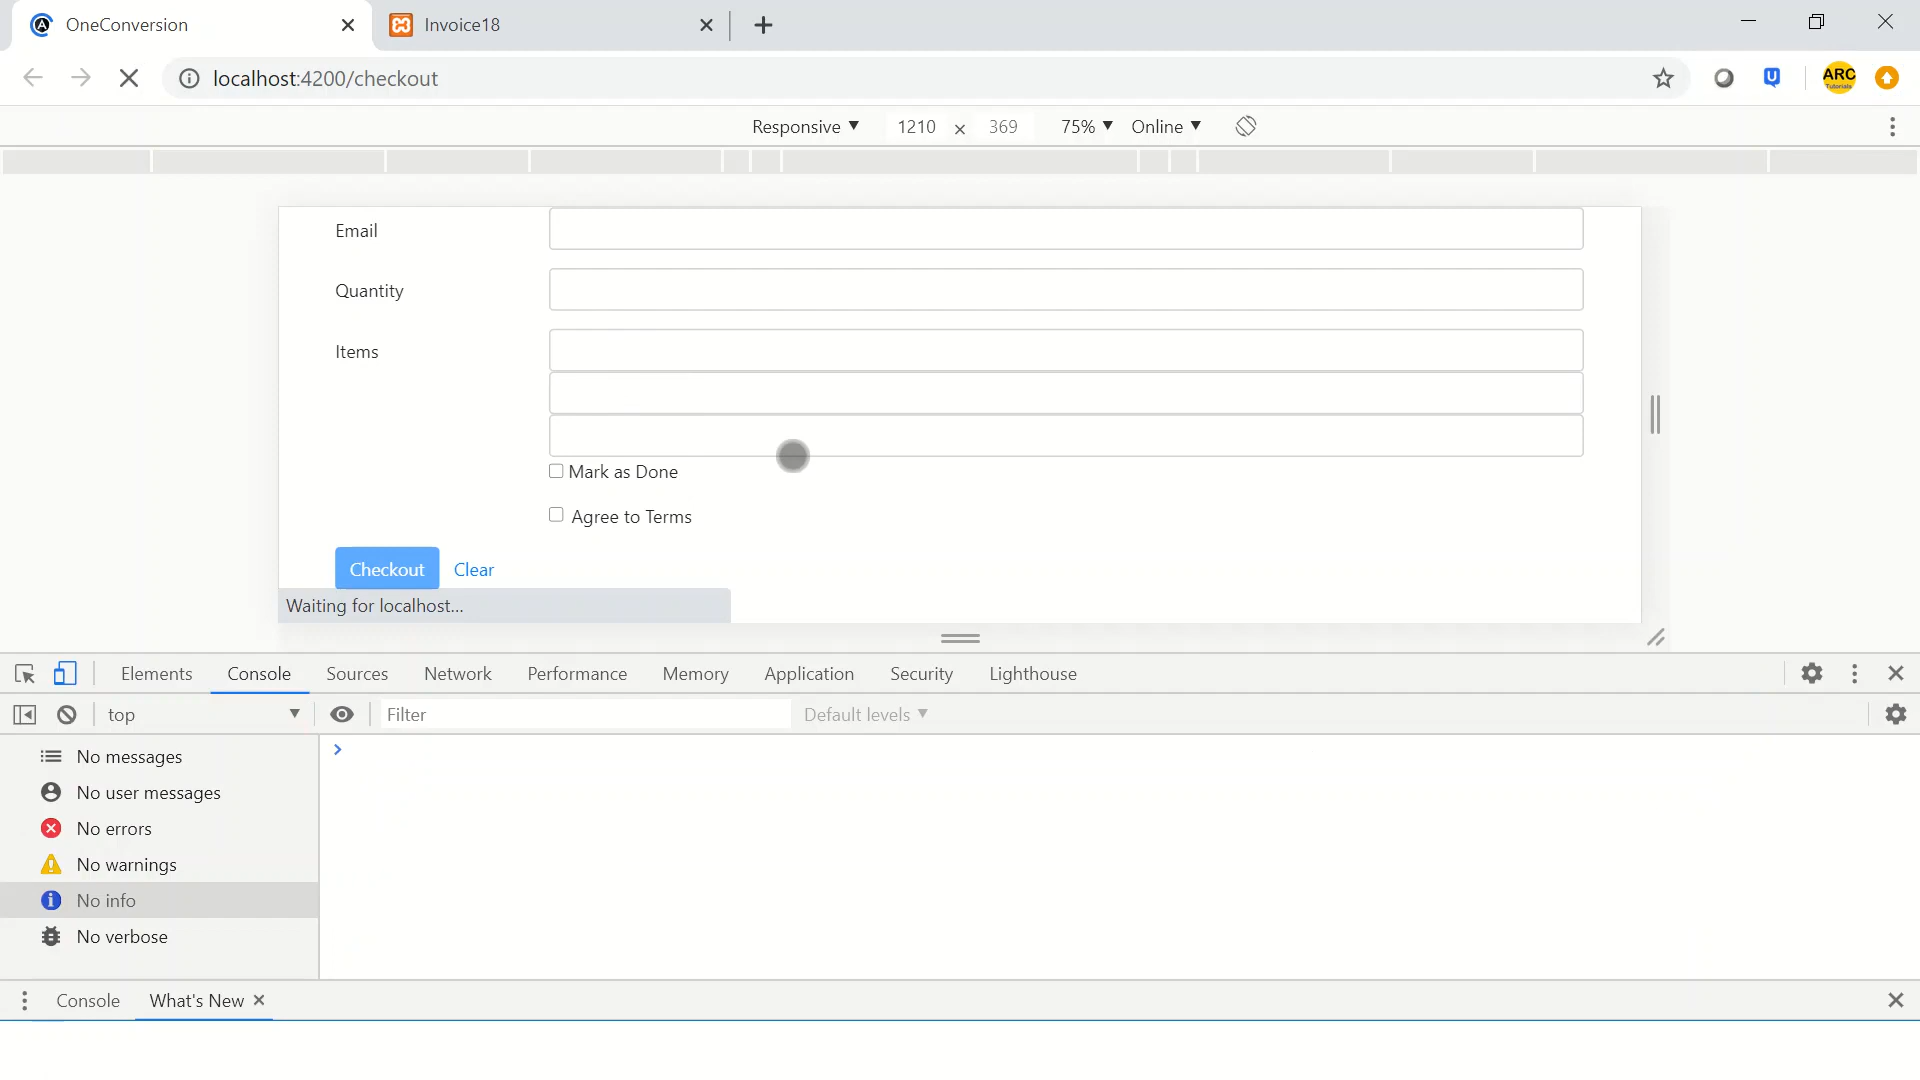 OneConversion
Invoice18
localhost:4200/checkout
ARC
Tutorials
Responsive 1210 x 369 75% Online
Email
Quantity
Items
Mark as Done
Agree to Terms
Checkout Clear
Waiting for localhost...
Elements Console Sources Network Performance Memory Application Security Lighthouse
top Filter Default levels
No messages
No user messages
No errors
No warnings
No info
No verbose
Console What's New